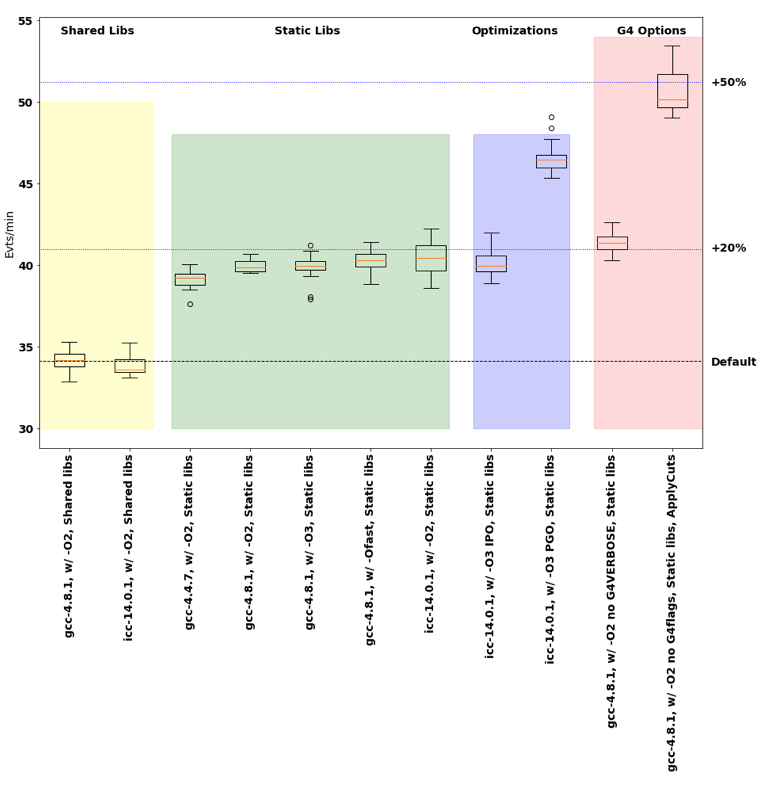 Shared Libs
Static Libs
Optimizations
G4 Options
55
50
45
40
35
30
Evts/min
+50%
+20%
Default
gcc-4.8.1, w/ -O2, Shared libs
icc-14.0.1, w/ -O2, Shared libs
gcc-4.4.7, w/ -O2, Static libs
gcc-4.8.1, w/ -O2, Static libs
gcc-4.8.1, w/ -O3, Static libs
gcc-4.8.1, w/ -Ofast, Static libs
icc-14.0.1, w/ -O2, Static libs
icc-14.0.1, w/ -O3 IPO, Static libs
icc-14.0.1, w/ -O3 PGO, Static libs
gcc-4.8.1, w/ -O2 no G4VERBOSE, Static libs
gcc-4.8.1, w/ -O2 no G4flags, Static libs, ApplyCuts